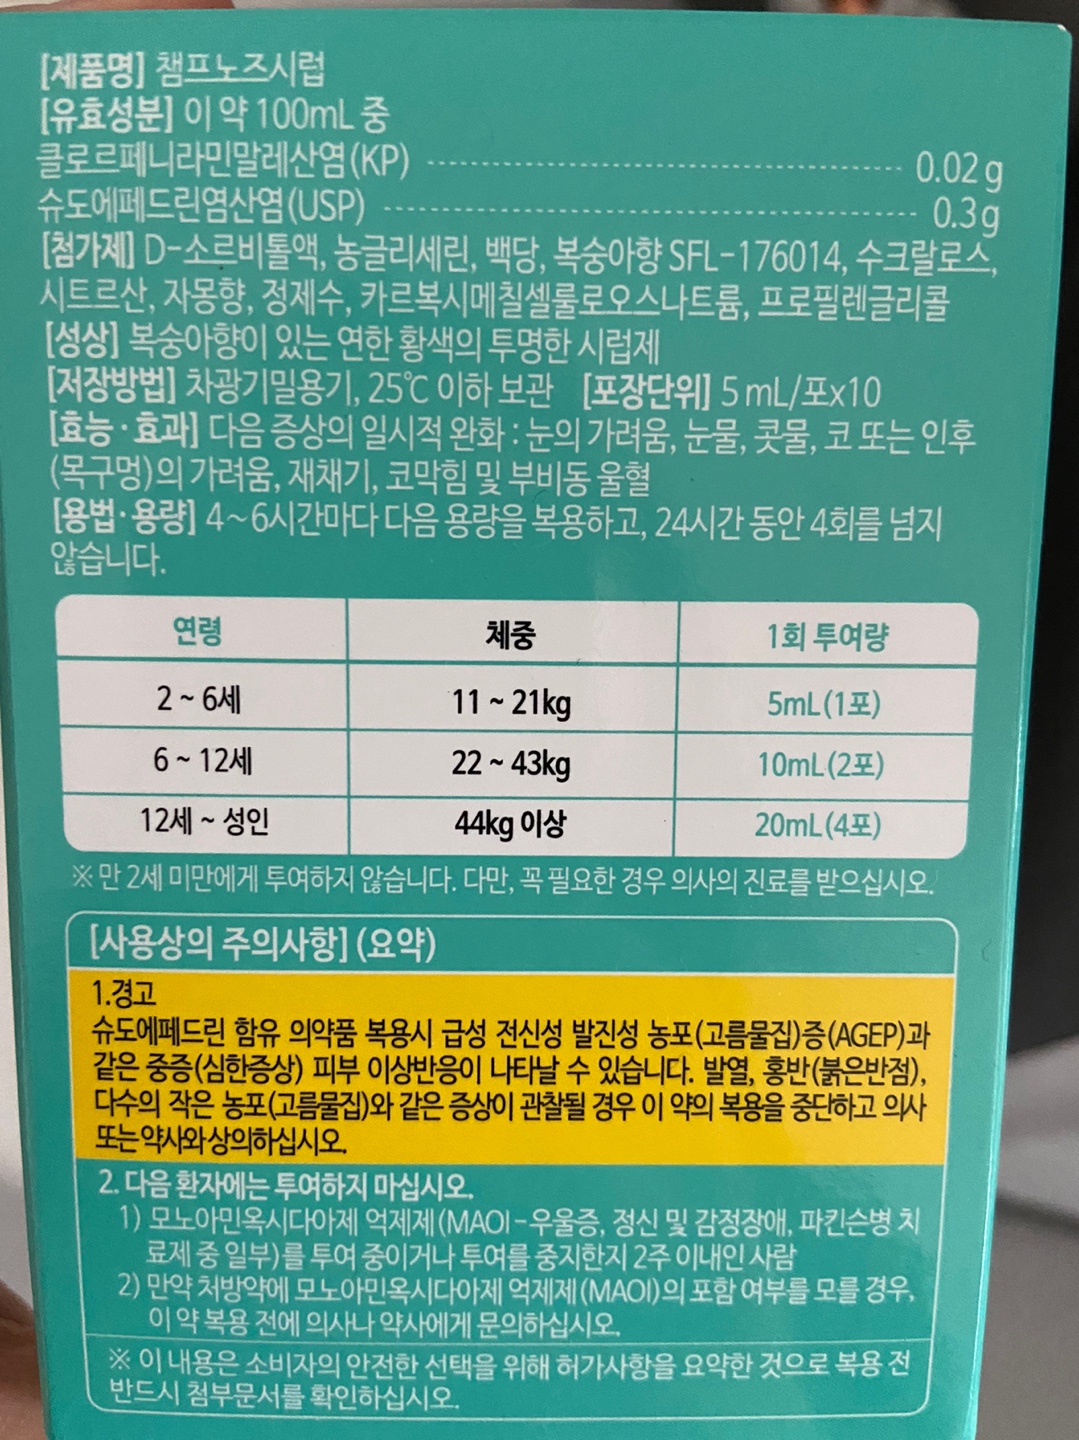 [제품명] 챔프노즈시럽
[유효성분] 이 약 100mL 중
클로르페니라민말레산염(KP) 0.02g
슈도에페드린염산염(USP) 0.3g
[첨가제] D-소르비톨액, 농글리세린, 백당, 복숭아향 SFL-176014, 수크랄로스,
시트르산, 자몽향, 정제수, 카르복시메칠셀룰로오스나트륨, 프로필렌글리콜
[성상] 복숭아향이 있는 연한 황색의 투명한 시럽제
[저장방법] 차광기밀용기, 25℃ 이하 보관 [포장단위] 5mL/포x10
[효능·효과] 다음 증상의 일시적 완화 : 눈의 가려움, 눈물, 콧물, 코 또는 인후
(목구멍)의 가려움, 재채기, 코막힘 및 부비동 울혈
[용법·용량] 4~6시간마다 다음 용량을 복용하고, 24시간 동안 4회를 넘지
않습니다.
연령 체중 1회 투여량
2 ~ 6세 11 ~ 21kg 5mL(1포)
6 ~ 12세 22 ~ 43kg 10mL(2포)
12세 ~ 성인 44kg 이상 20mL(4포)
※ 만 2세 미만에게 투여하지 않습니다. 다만, 꼭 필요한 경우 의사의 진료를 받으십시오.
[사용상의 주의사항] (요약)
1.경고
슈도에페드린 함유 의약품 복용시 급성 전신성 발진성 농포(고름물집)증(AGEP)과
같은 중증(심한증상) 피부 이상반응이 나타날 수 있습니다. 발열, 홍반(붉은반점),
다수의 작은 농포(고름물집)와 같은 증상이 관찰될 경우 이 약의 복용을 중단하고 의사
또는 약사와 상의하십시오.
2. 다음 환자에는 투여하지 마십시오.
1) 모노아민옥시다아제 억제제(MAOI-우울증, 정신 및 감정장애, 파킨슨병 치
료제 중 일부)를 투여 중이거나 투여를 중지한지 2주 이내인 사람
2) 만약 처방약에 모노아민옥시다아제 억제제(MAOI)의 포함 여부를 모를 경우,
이 약 복용 전에 의사나 약사에게 문의하십시오.
※ 이 내용은 소비자의 안전한 선택을 위해 허가사항을 요약한 것으로 복용 전
반드시 첨부문서를 확인하십시오.